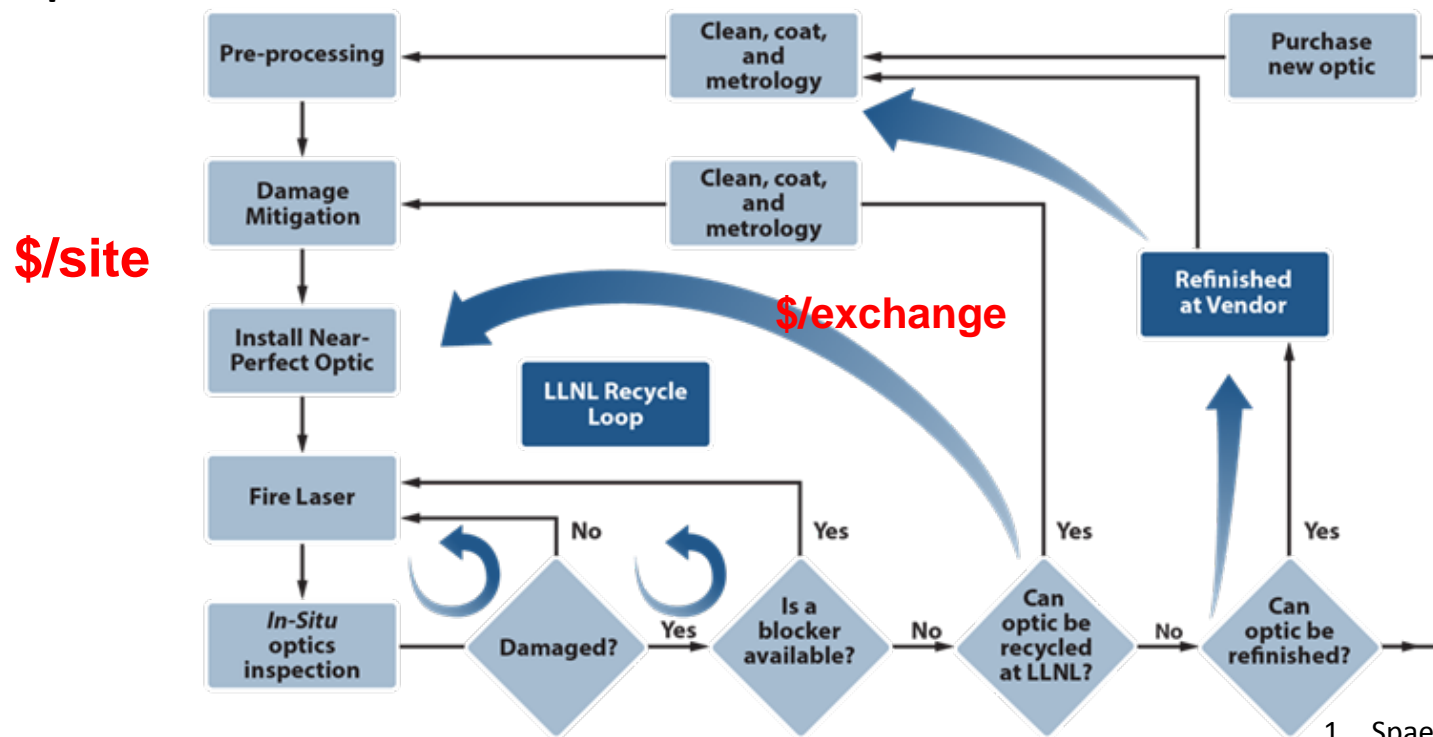 Pre-processing
Clean, coat,
and
metrology
Purchase
new optic
Damage
Mitigation
Clean, coat,
and
metrology
$/site
Refinished
at Vendor
$/exchange
Install Near-
Perfect Optic
LLNL Recycle
Loop
Fire Laser
No
Yes
Yes
Yes
In-Situ
optics
inspection
Damaged?
Yes
Is a
blocker
available?
No
Can
optic be
recycled
at LLNL?
No
Can
optic be
refinished?
1. Spae